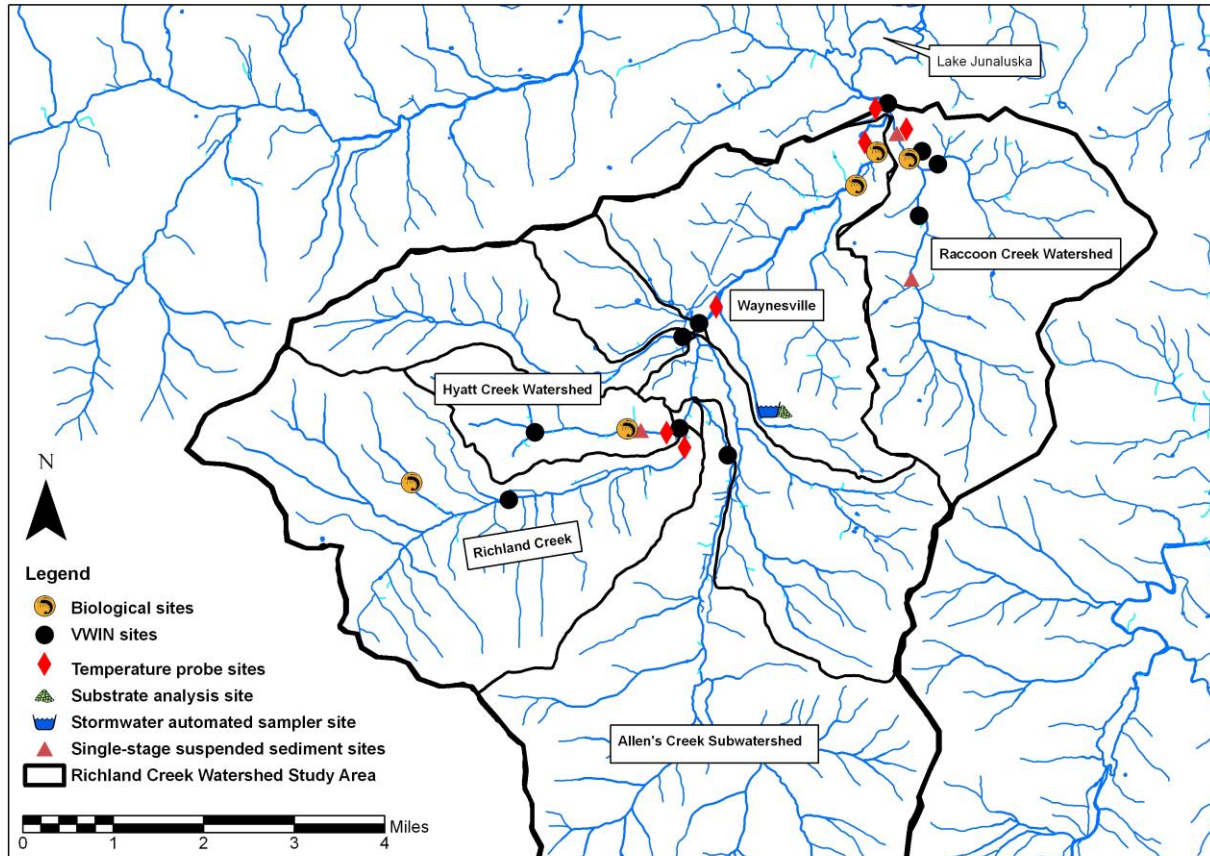 Lake Junaluska
Raccoon Creek Watershed
Waynesville
Hyatt Creek Watershed
Richland Creek
Allen's Creek Subwatershed
N
Legend
Biological sites
VWIN sites
Temperature probe sites
Substrate analysis site
Stormwater automated sampler site
Single-stage suspended sediment sites
Richland Creek Watershed Study Area
0 1 2 3 4 Miles